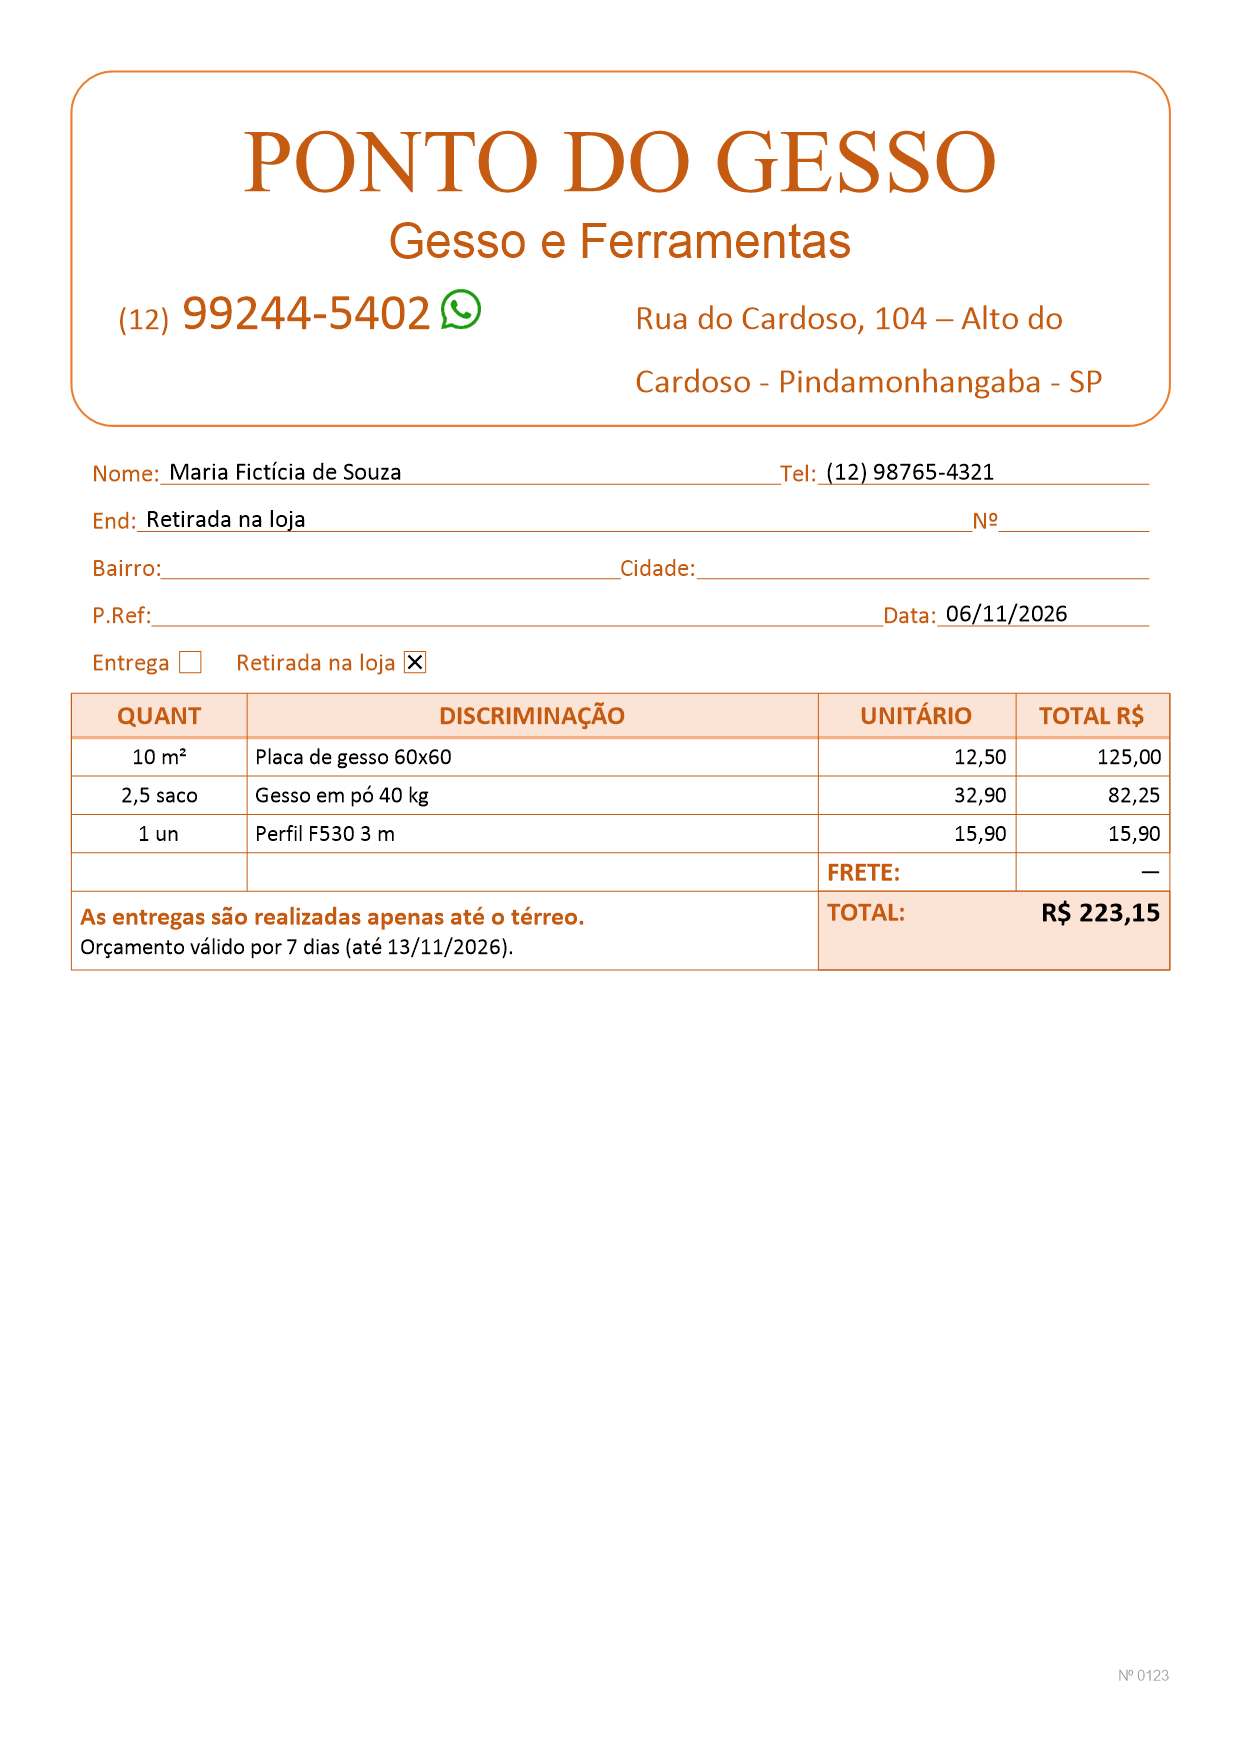 PONTO DO GESSO
Gesso e Ferramentas
(12) 99244-5402
Rua do Cardoso, 104 – Alto do
Cardoso - Pindamonhangaba - SP
Nome: Maria Fictícia de Souza Tel: (12) 98765-4321
End: Retirada na loja Nº
Bairro: Cidade:
P.Ref: Data: 06/11/2026
Entrega Retirada na loja ☒
QUANT DISCRIMINAÇÃO UNITÁRIO TOTAL R$
10 m² Placa de gesso 60x60 12,50 125,00
2,5 saco Gesso em pó 40 kg 32,90 82,25
1 un Perfil F530 3 m 15,90 15,90
FRETE: —
As entregas são realizadas apenas até o térreo. TOTAL: R$ 223,15
Orçamento válido por 7 dias (até 13/11/2026).
Nº 0123